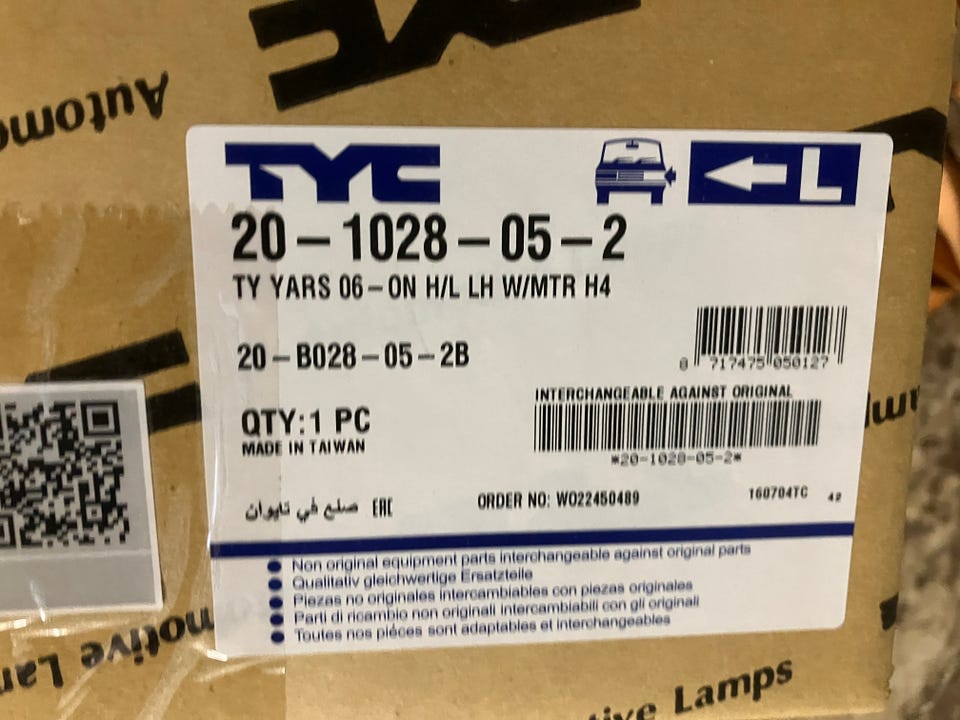 Automo
TYC
L
20-1028-05-2
TY YARS 06-ON H/L LH W/MTR H4
20-B028-05-2B
8 717475 050127
INTERCHANGEABLE AGAINST ORIGINAL
QTY:1 PC
MADE IN TAIWAN
*20-1028-05-2*
صنع في تايوان EAC
ORDER NO: WO22450489
160704TC 42
Non original equipment parts interchangeable against original parts
Qualitativ gleichwertige Ersatzteile
Piezas no originales intercambiables con piezas originales
Parti di ricambio non originali intercambiabili con gli originali
Toutes nos piéces sont adaptables et interchangeables
motive Lam
tive Lamps